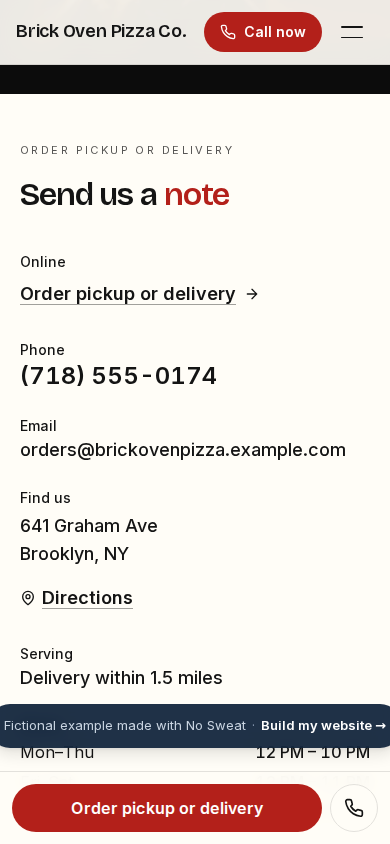 Brick Oven Pizza Co.
Call now
ORDER PICKUP OR DELIVERY
Send us a note
Online
Order pickup or delivery →
Phone
(718) 555-0174
Email
orders@brickovenpizza.example.com
Find us
641 Graham Ave
Brooklyn, NY
Directions
Serving
Delivery within 1.5 miles
Fictional example made with No Sweat · Build my website →
Mon–Thu 12 PM – 10 PM
Order pickup or delivery